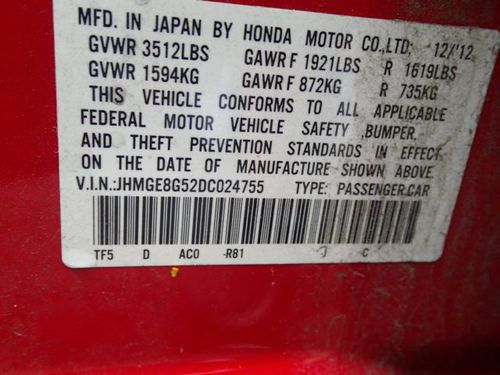 MFD. IN JAPAN BY HONDA MOTOR CO.,LTD. 12/'12
GVWR 3512LBS GAWR F 1921LBS R 1619LBS
GVWR 1594KG GAWR F 872KG R 735KG
THIS VEHICLE CONFORMS TO ALL APPLICABLE
FEDERAL MOTOR VEHICLE SAFETY, BUMPER,
AND THEFT PREVENTION STANDARDS IN EFFECT
ON THE DATE OF MANUFACTURE SHOWN ABOVE.
V.I.N.:JHMGE8G52DC024755 TYPE: PASSENGER CAR
TF5 D AC0 -R81 J C